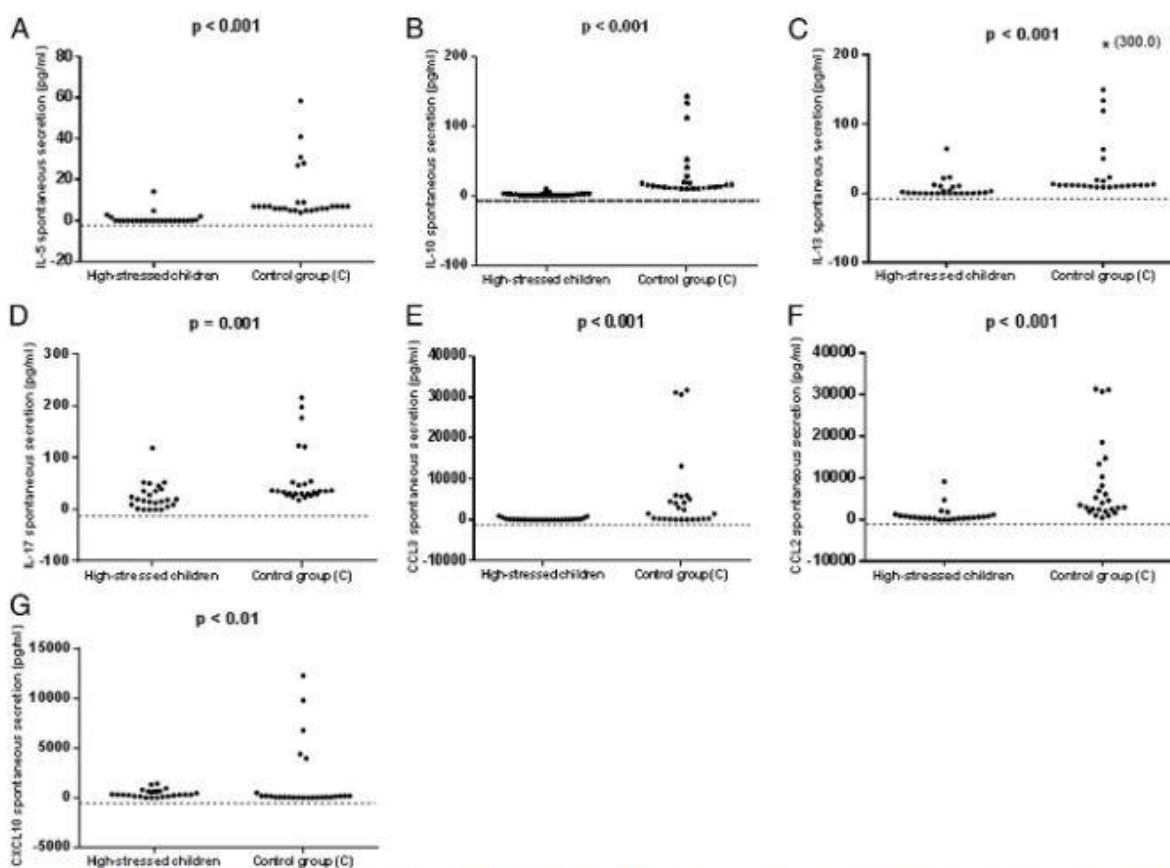 A
p < 0.001
IL-5 spontaneous secretion (pg/ml)
80
60
40
20
0
-20
High-stressed children
Control group (C)
B
p < 0.001
IL-10 spontaneous secretion (pg/ml)
200
100
0
-100
High-stressed children
Control group (C)
C
p < 0.001
* (300.0)
IL-13 spontaneous secretion (pg/ml)
200
100
0
-100
High-stressed children
Control group (C)
D
p = 0.001
IL-17 spontaneous secretion (pg/ml)
300
200
100
0
-100
High-stressed children
Control group (C)
E
p < 0.001
CCL3 spontaneous secretion (pg/ml)
40000
30000
20000
10000
0
-10000
High-stressed children
Control group (C)
F
p < 0.001
CCL2 spontaneous secretion (pg/ml)
40000
30000
20000
10000
0
-10000
High-stressed children
Control group (C)
G
p < 0.01
CXCL10 spontaneous secretion (pg/ml)
15000
10000
5000
0
-5000
High-stressed children
Control group (C)